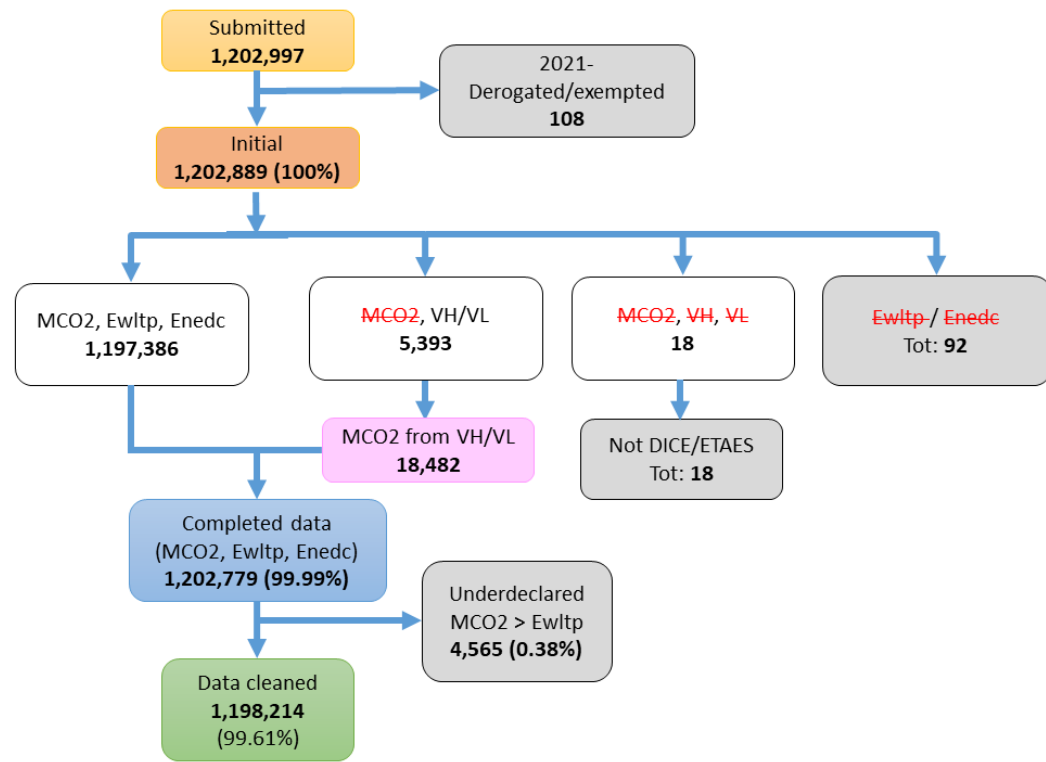 Submitted
1,202,997
2021-
Derogated/exempted
108
Initial
1,202,889 (100%)
MCO2, Ewltp, Enedc
1,197,386
MCO2, VH/VL
5,393
MCO2, VH, VL
18
Ewltp / Enedc
Tot: 92
MCO2 from VH/VL
18,482
Not DICE/ETAES
Tot: 18
Completed data
(MCO2, Ewltp, Enedc)
1,202,779 (99.99%)
Underdeclared
MCO2 > Ewltp
4,565 (0.38%)
Data cleaned
1,198,214
(99.61%)